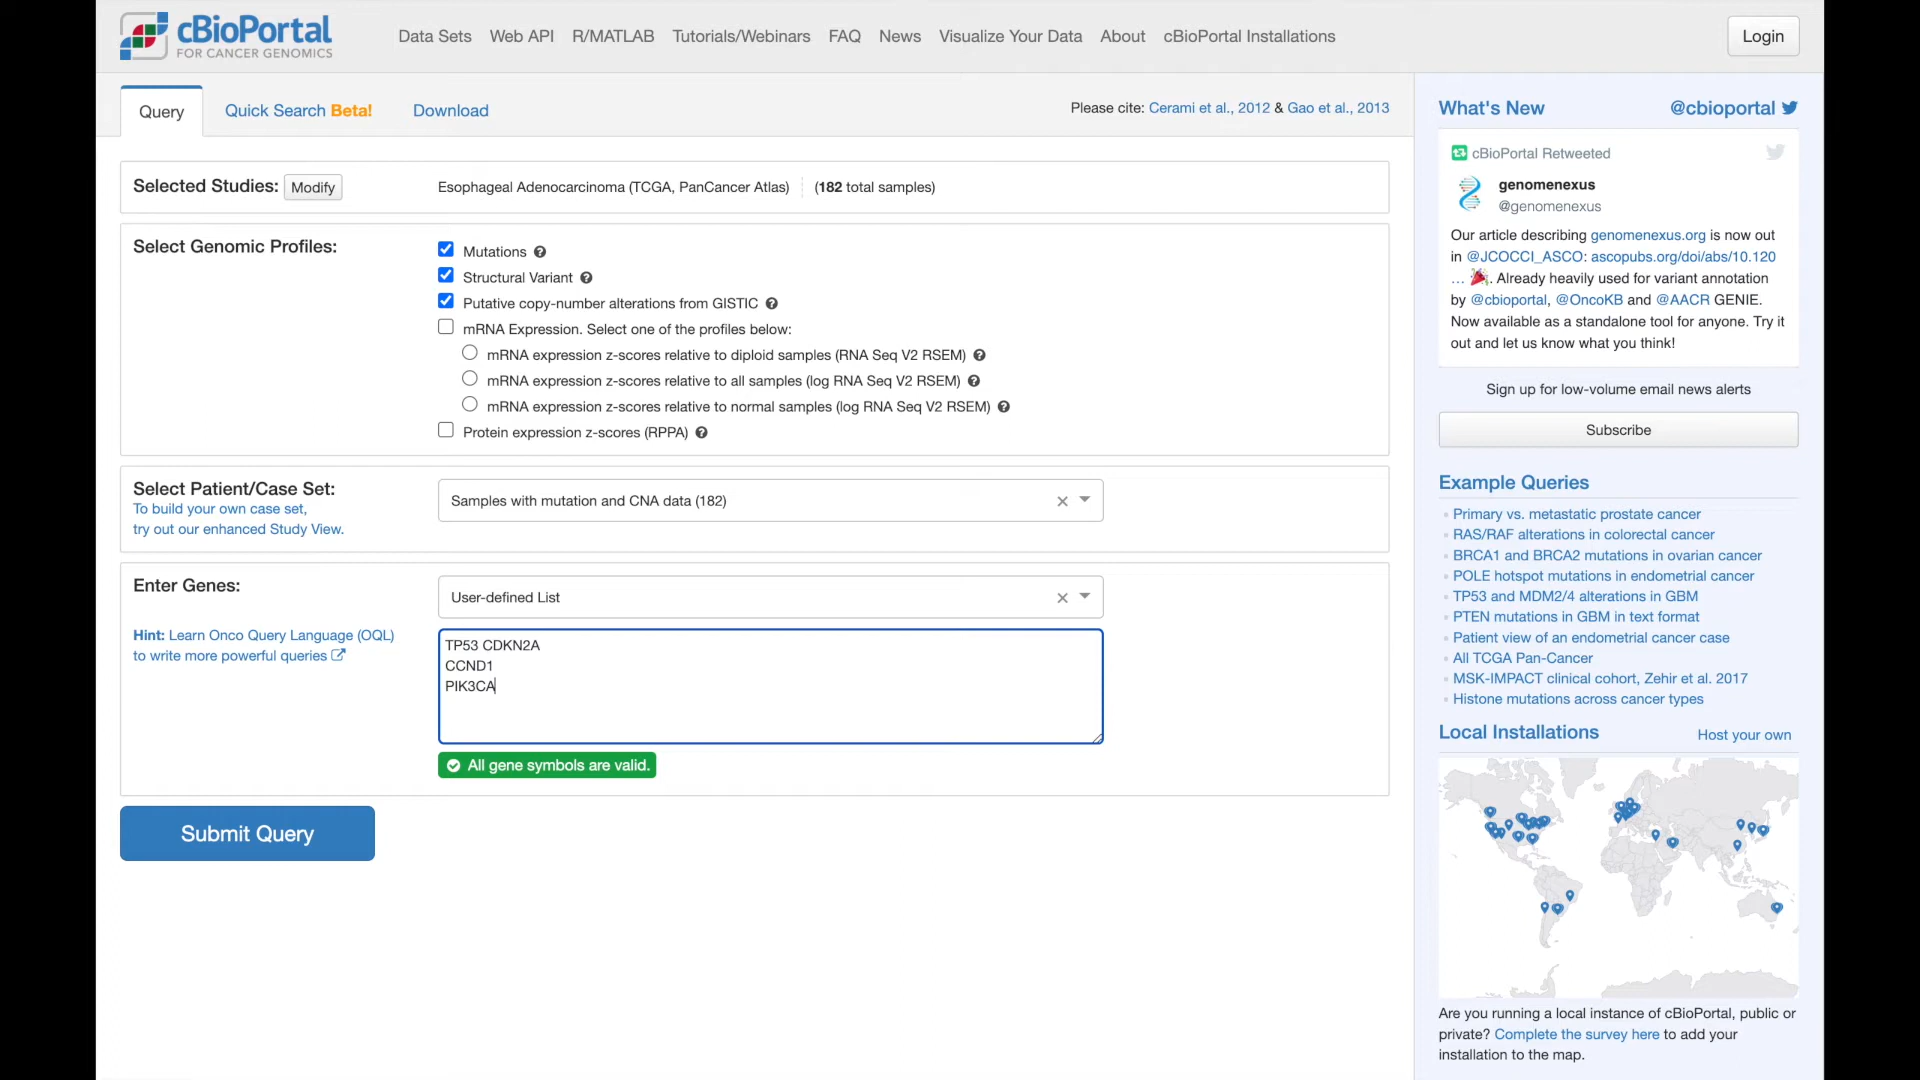 cBioPortal
FOR CANCER GENOMICS
Data Sets Web API R/MATLAB Tutorials/Webinars FAQ News Visualize Your Data About cBioPortal Installations
Login
Query Quick Search Beta! Download
Please cite: Cerami et al., 2012 & Gao et al., 2013
Selected Studies: Modify
Esophageal Adenocarcinoma (TCGA, PanCancer Atlas) (182 total samples)
Select Genomic Profiles:
Mutations
Structural Variant
Putative copy-number alterations from GISTIC
mRNA Expression. Select one of the profiles below:
mRNA expression z-scores relative to diploid samples (RNA Seq V2 RSEM)
mRNA expression z-scores relative to all samples (log RNA Seq V2 RSEM)
mRNA expression z-scores relative to normal samples (log RNA Seq V2 RSEM)
Protein expression z-scores (RPPA)
Select Patient/Case Set:
To build your own case set,
try out our enhanced Study View.
Samples with mutation and CNA data (182)
Enter Genes:
Hint: Learn Onco Query Language (OQL)
to write more powerful queries
User-defined List
TP53 CDKN2A
CCND1
PIK3CA
All gene symbols are valid.
Submit Query
What's New @cbioportal
cBioPortal Retweeted
genomenexus
@genomenexus
Our article describing genomenexus.org is now out
in @JCOCCI_ASCO: ascopubs.org/doi/abs/10.120
… . Already heavily used for variant annotation
by @cbioportal, @OncoKB and @AACR GENIE.
Now available as a standalone tool for anyone. Try it
out and let us know what you think!
Sign up for low-volume email news alerts
Subscribe
Example Queries
Primary vs. metastatic prostate cancer
RAS/RAF alterations in colorectal cancer
BRCA1 and BRCA2 mutations in ovarian cancer
POLE hotspot mutations in endometrial cancer
TP53 and MDM2/4 alterations in GBM
PTEN mutations in GBM in text format
Patient view of an endometrial cancer case
All TCGA Pan-Cancer
MSK-IMPACT clinical cohort, Zehir et al. 2017
Histone mutations across cancer types
Local Installations Host your own
Are you running a local instance of cBioPortal, public or
private? Complete the survey here to add your
installation to the map.